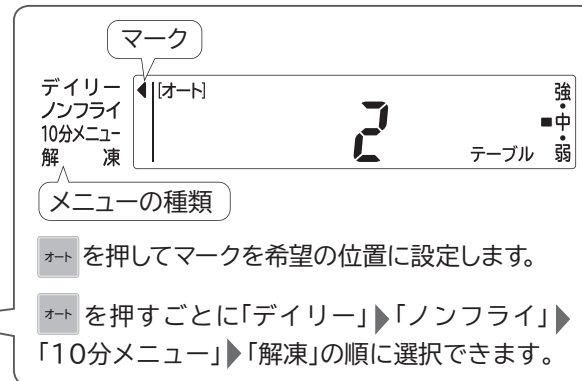 マーク
デイリー
ノンフライ
10分メニュー
解 凍
[オート]
2
テーブル
強
・
中
・
弱
メニューの種類
オート を押してマークを希望の位置に設定します。
オート を押すごとに「デイリー」▶「ノンフライ」▶
「10分メニュー」▶「解凍」の順に選択できます。